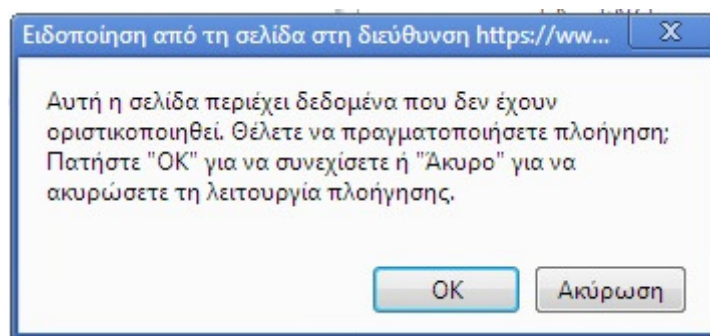 Ειδοποίηση από τη σελίδα στη διεύθυνση https://ww...
Αυτή η σελίδα περιέχει δεδομένα που δεν έχουν
οριστικοποιηθεί. Θέλετε να πραγματοποιήσετε πλοήγηση;
Πατήστε "OK" για να συνεχίσετε ή "Άκυρο" για να
ακυρώσετε τη λειτουργία πλοήγησης.
OK
Ακύρωση